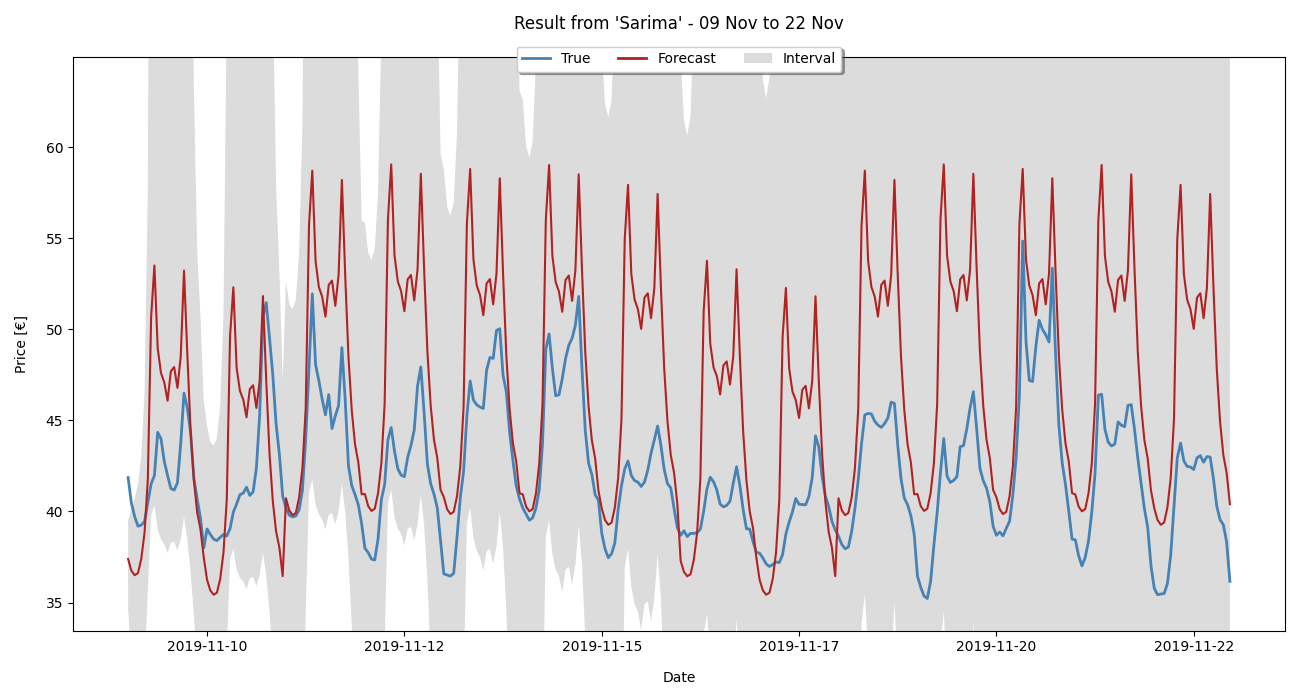 Result from 'Sarima' - 09 Nov to 22 Nov
True Forecast Interval
60
55
50
45
40
35
Price [€]
2019-11-10 2019-11-12 2019-11-15 2019-11-17 2019-11-20 2019-11-22
Date